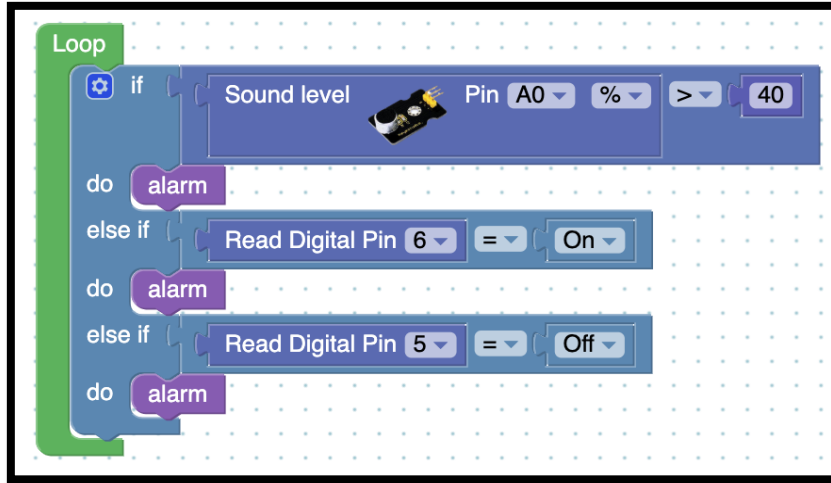 Loop
if Sound level Pin A0 % > 40
do alarm
else if Read Digital Pin 6 = On
do alarm
else if Read Digital Pin 5 = Off
do alarm